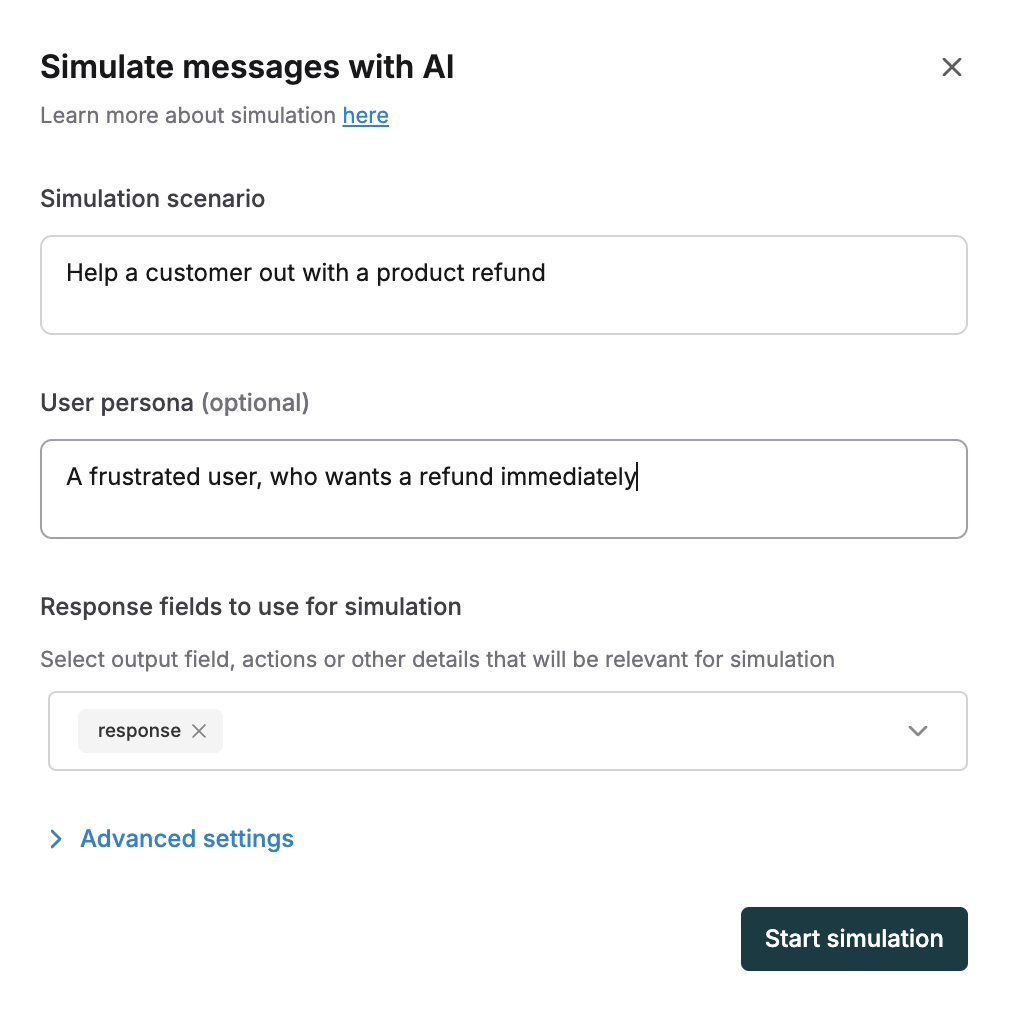 Simulate messages with AI
Learn more about simulation here
Simulation scenario
Help a customer out with a product refund
User persona (optional)
A frustrated user, who wants a refund immediately
Response fields to use for simulation
Select output field, actions or other details that will be relevant for simulation
response
Advanced settings
Start simulation